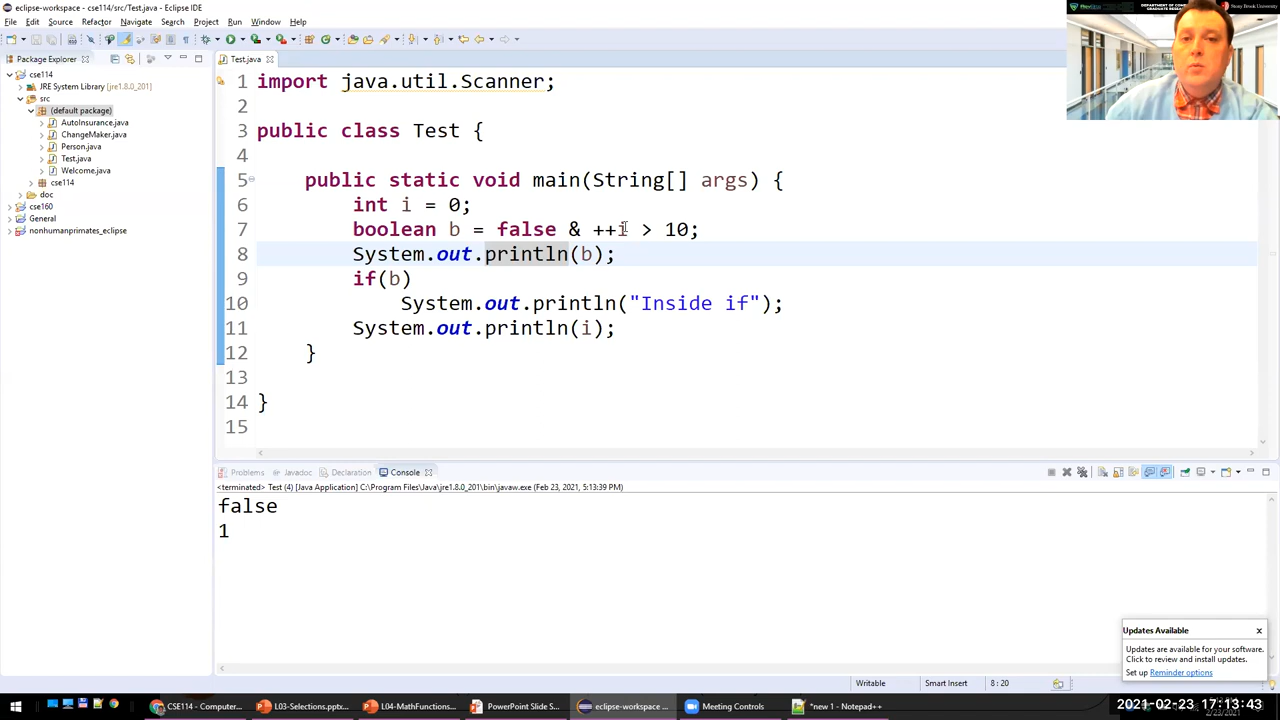 eclipse-workspace - cse114/src/Test.java - Eclipse IDE
File Edit Source Refactor Navigate Search Project Run Window Help
Package Explorer
cse114
JRE System Library [jre1.8.0_201]
src
(default package)
AutoInsurance.java
ChangeMaker.java
Person.java
Test.java
Welcome.java
cse114
doc
cse160
General
nonhumanprimates_eclipse
Test.java
1 import java.util.Scanner;
2
3 public class Test {
4
5 public static void main(String[] args) {
6 int i = 0;
7 boolean b = false & ++i > 10;
8 System.out.println(b);
9 if(b)
10 System.out.println("Inside if");
11 System.out.println(i);
12 }
13
14 }
15
Problems Javadoc Declaration Console
<terminated> Test (4) [Java Application] C:\Program Files\Java\jre1.8.0_201\bin\javaw.exe (Feb 23, 2021, 5:13:39 PM)
false
1
Updates Available
Updates are available for your software.
Click to review and install updates.
Set up Reminder options
Writable Smart Insert 8 : 20
CSE114 - Computer... L03-Selections.pptx... L04-MathFunctions... PowerPoint Slide S... eclipse-workspace ... Meeting Controls *new 1 - Notepad++
2021-02-23 17:13:43